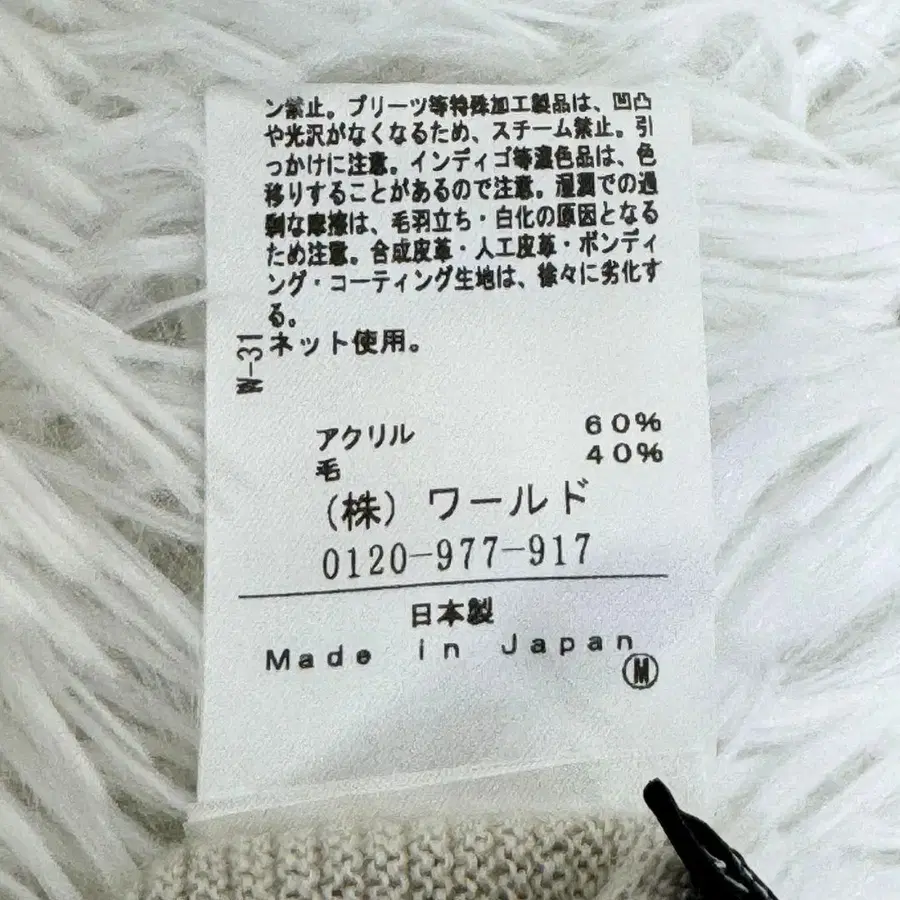 ン禁止。プリーツ等特殊加工製品は、凹凸
や光沢がなくなるため、スチーム禁止。引
っかけに注意。インディゴ等濃色品は、色
移りすることがあるので注意。湿潤での過
剰な摩擦は、毛羽立ち・白化の原因となる
ため注意。合成皮革・人工皮革・ボンディ
ング・コーティング生地は、徐々に劣化す
る。
ネット使用。
W-31
アクリル 60%
毛 40%
(株) ワールド
0120-977-917
日本製
Made in Japan
M